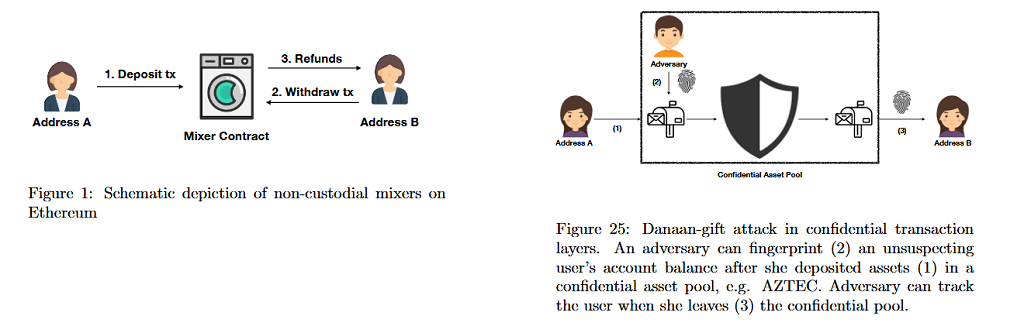 1. Deposit tx
3. Refunds
2. Withdraw tx
Address A
Mixer Contract
Address B
Figure 1: Schematic depiction of non-custodial mixers on
Ethereum
Adversary
(2)
Address A
(1)
(3)
Address B
Confidential Asset Pool
Figure 25: Danaan-gift attack in confidential transaction
layers. An adversary can fingerprint (2) an unsuspecting
user's account balance after she deposited assets (1) in a
confidential asset pool, e.g. AZTEC. Adversary can track
the user when she leaves (3) the confidential pool.